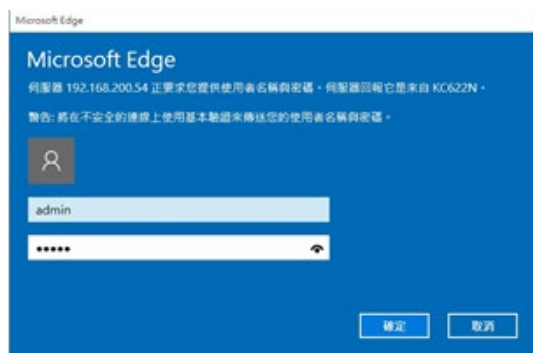 Microsoft Edge
Microsoft Edge
伺服器 192.168.200.54 正要求您提供使用者名稱與密碼。伺服器回報它是來自 KC622N。
警告: 將在不安全的連線上使用基本驗證來傳送您的使用者名稱與密碼。
admin
•••••
確定
取消